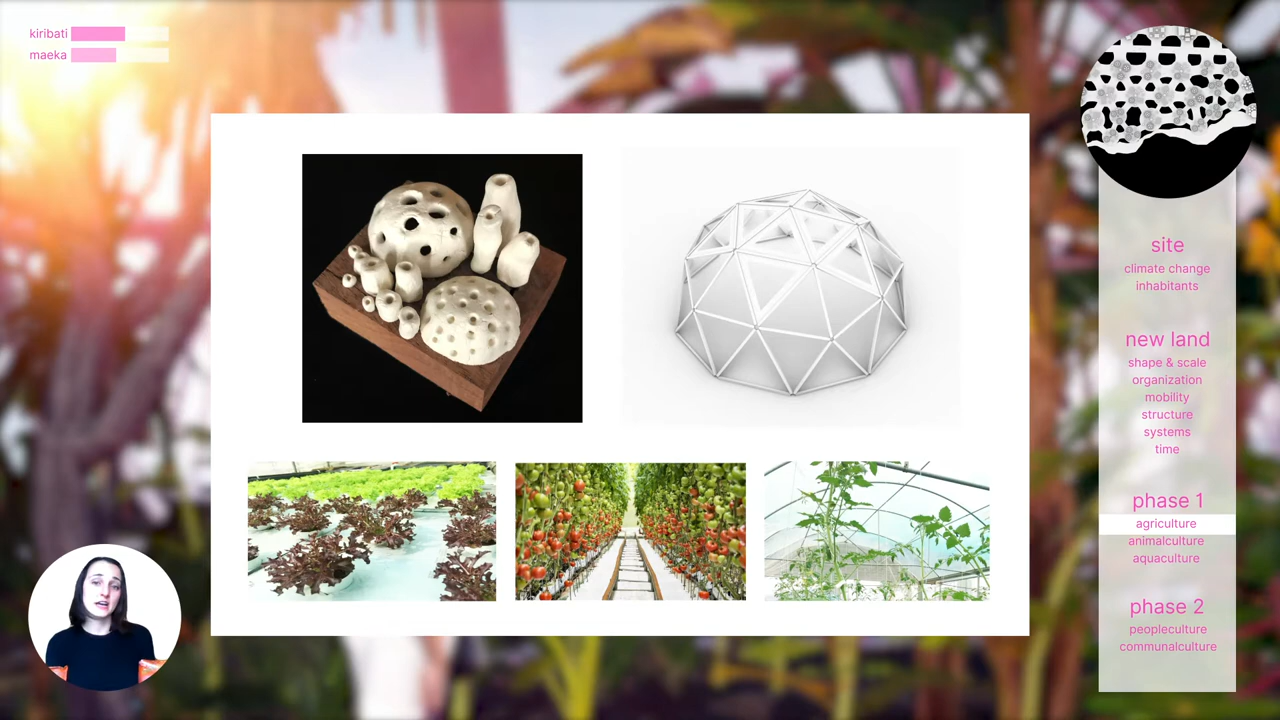 kiribati
maeka
site
climate change
inhabitants
new land
shape & scale
organization
mobility
structure
systems
time
phase 1
agriculture
animalculture
aquaculture
phase 2
peopleculture
communalculture